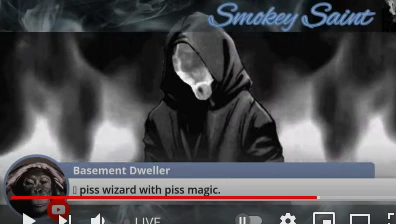 Smokey Saint
Basement Dweller
▯ piss wizard with piss magic.
LIVE